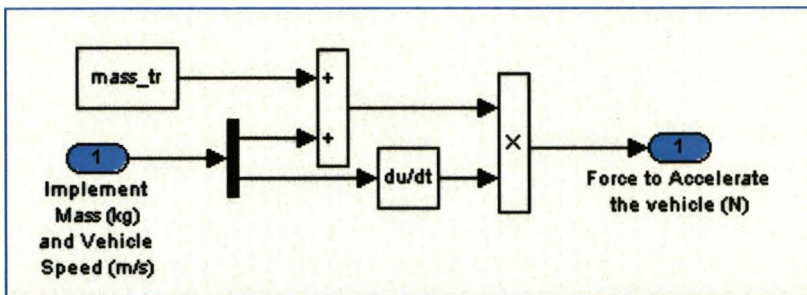 mass_tr
+
+
1
Implement
Mass (kg)
and Vehicle
Speed (m/s)
du/dt
×
1
Force to Accelerate
the vehicle (N)